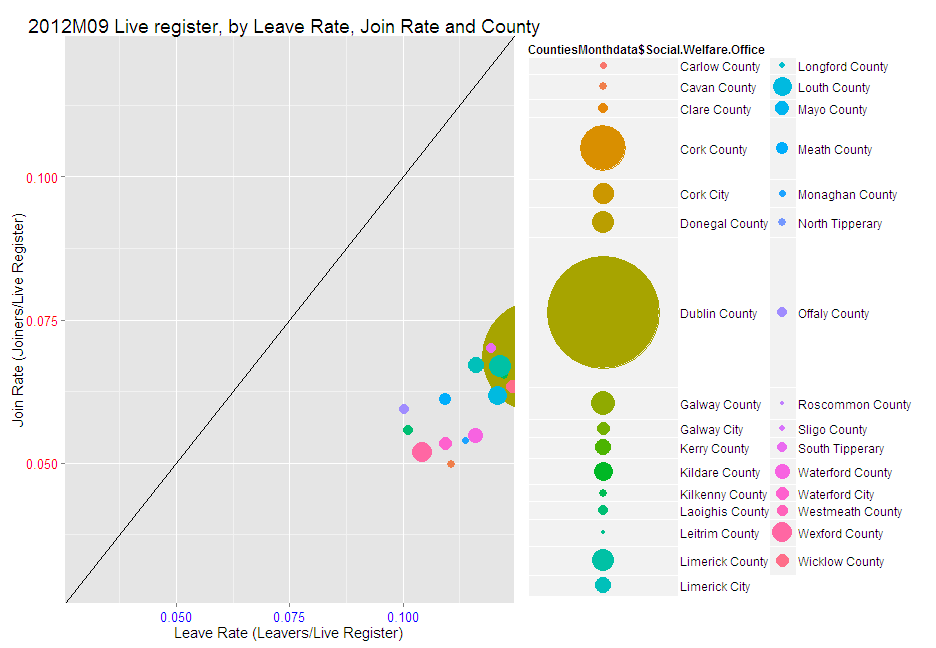 2012M09 Live register, by Leave Rate, Join Rate and County
CountiesMonthdata$Social.Welfare.Office
Carlow County
Cavan County
Clare County
Cork County
Cork City
Donegal County
Dublin County
Galway County
Galway City
Kerry County
Kildare County
Kilkenny County
Laoighis County
Leitrim County
Limerick County
Limerick City
Longford County
Louth County
Mayo County
Meath County
Monaghan County
North Tipperary
Offaly County
Roscommon County
Sligo County
South Tipperary
Waterford County
Waterford City
Westmeath County
Wexford County
Wicklow County
Join Rate (Joiners/Live Register)
0.100
0.075
0.050
0.050
0.075
0.100
Leave Rate (Leavers/Live Register)